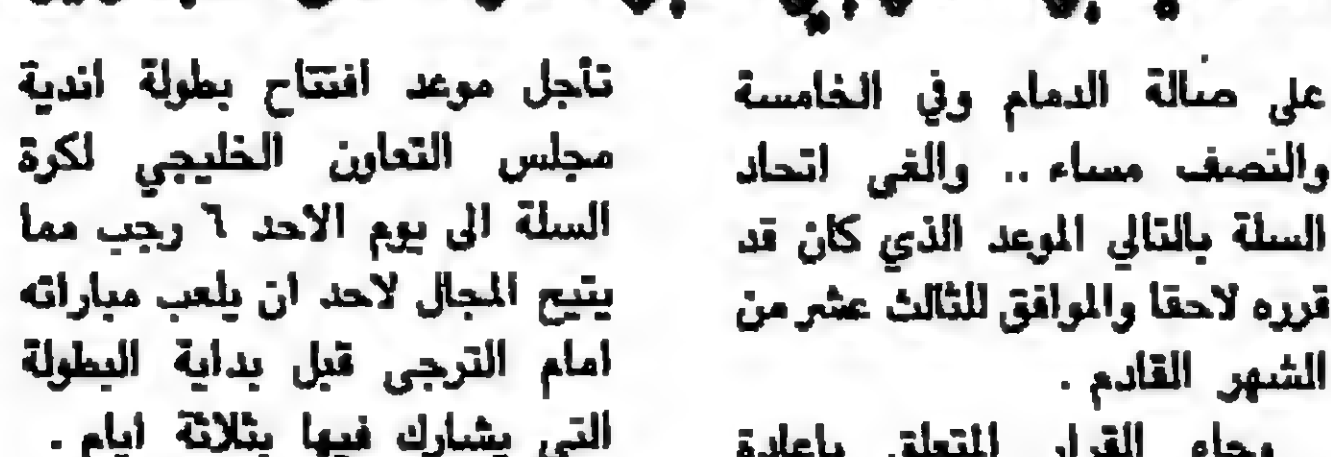 على صالة الدمام وفي الخامسة
والنصف مساء .. والغى اتحاد
السلة بالتالي الموعد الذي كان قد
قرره لاحقا والموافق للثالث عشر من
الشهر القادم .
وجاء القرار المتعلق باعادة
تأجل موعد افتتاح بطولة اندية
مجلس التعاون الخليجي لكرة
السلة الى يوم الاحد ٦ رجب مما
يتيح المجال لاحد ان يلعب مباراته
امام الترجى قبل بداية البطولة
التي يشارك فيها بثلاثة ايام .